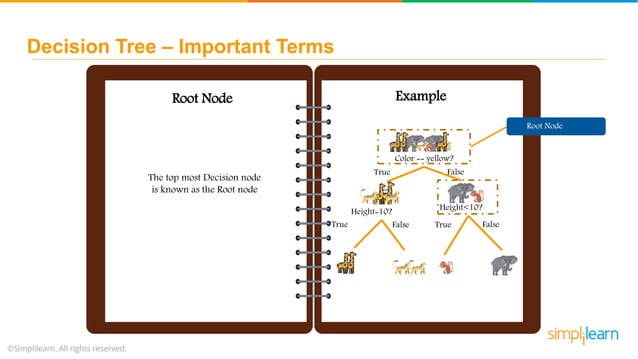 Decision Tree – Important Terms
Root Node
The top most Decision node
is known as the Root node
Example
Root Node
Color == yellow?
True False
Height=10?
Height<10?
True False True False
©Simplilearn. All rights reserved.
simplilearn